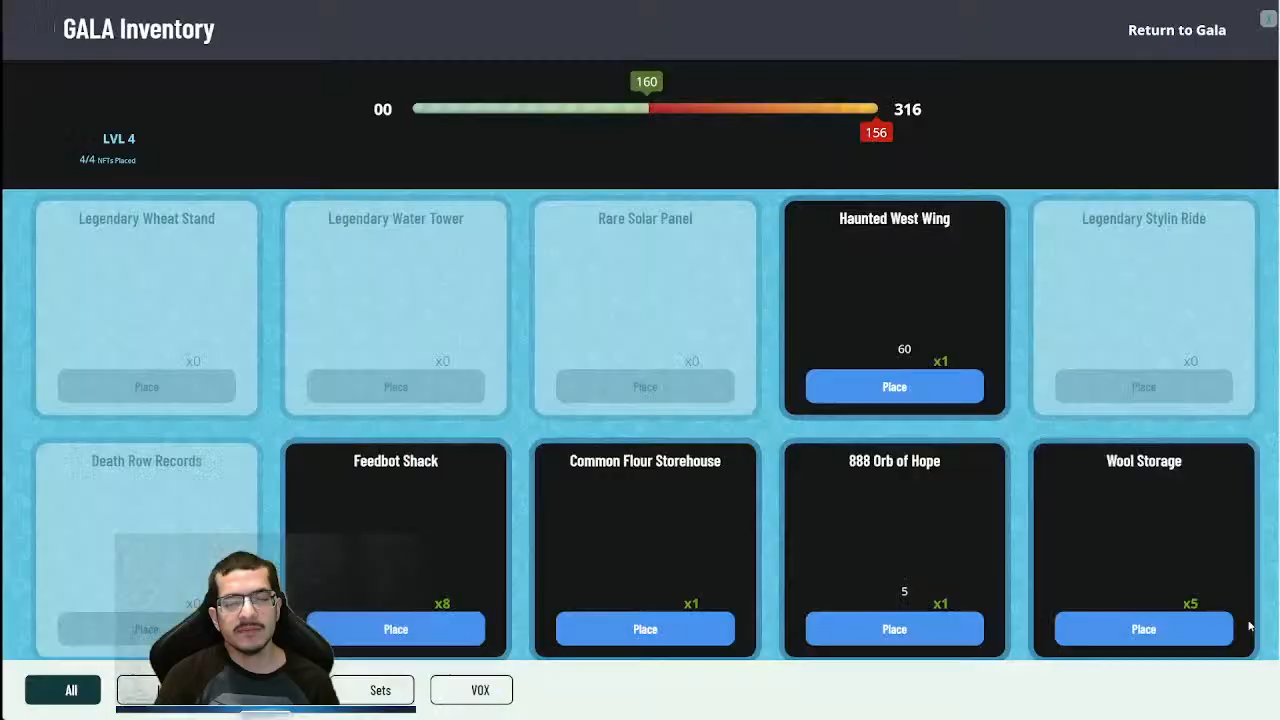 GALA Inventory
Return to Gala
160
00
316
156
LVL 4
4/4 NFTs Placed
Legendary Wheat Stand
Legendary Water Tower
Rare Solar Panel
Haunted West Wing
Legendary Stylin Ride
60
x0
x0
x0
x1
x0
Place
Place
Place
Place
Place
Death Row Records
Feedbot Shack
Common Flour Storehouse
888 Orb of Hope
Wool Storage
5
x0
x8
x1
x1
x5
Place
Place
Place
Place
Place
All
Sets
VOX